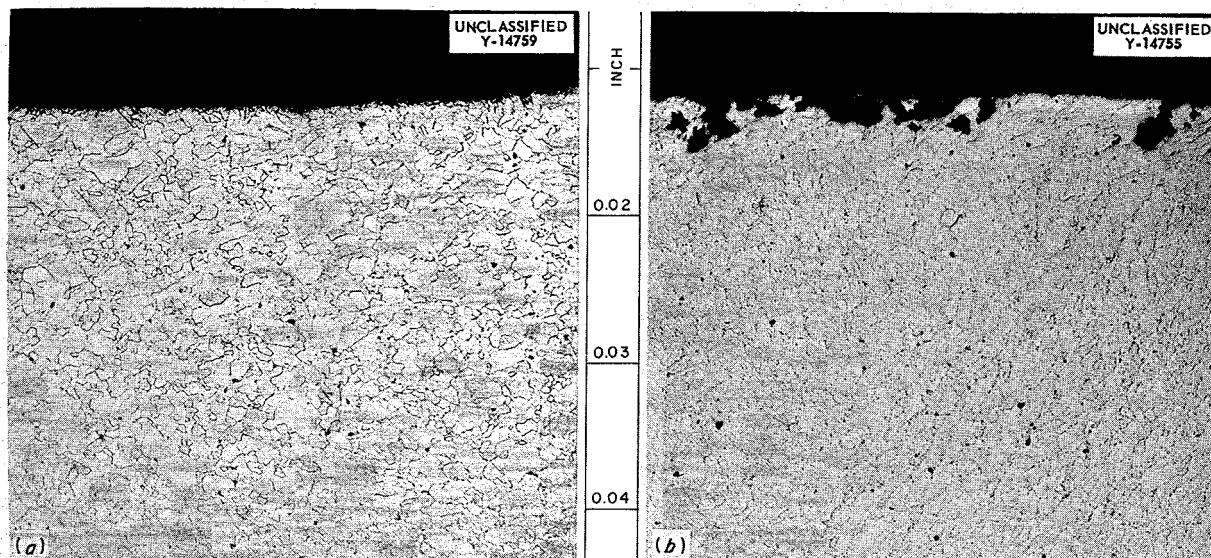 UNCLASSIFIED
Y-14759
INCH
0.02
0.03
0.04
(a)
UNCLASSIFIED
Y-14755
(b)